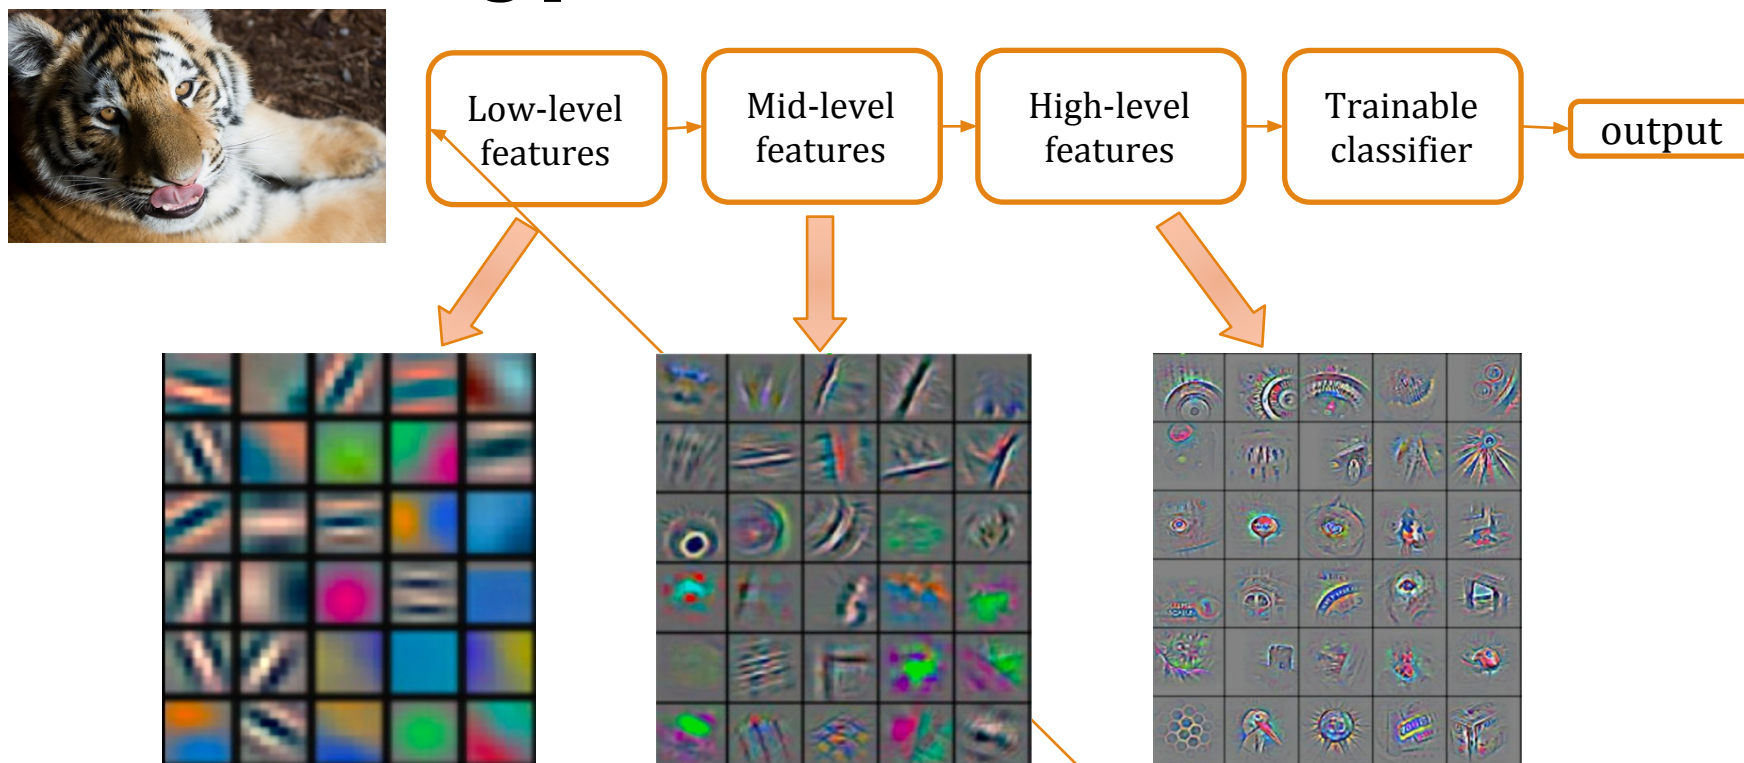 Low-level
features
Mid-level
features
High-level
features
Trainable
classifier
output